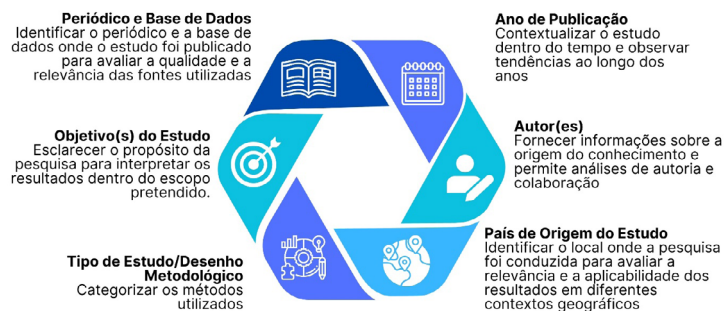 Periódico e Base de Dados
Identificar o periódico e a base de
dados onde o estudo foi publicado
para avaliar a qualidade e a
relevância das fontes utilizadas
Ano de Publicação
Contextualizar o estudo
dentro do tempo e observar
tendências ao longo dos
anos
Objetivo(s) do Estudo
Esclarecer o propósito da
pesquisa para interpretar os
resultados dentro do escopo
pretendido.
Autor(es)
Fornecer informações sobre a
origem do conhecimento e
permite análises de autoria e
colaboração
Tipo de Estudo/Desenho
Metodológico
Categorizar os métodos
utilizados
País de Origem do Estudo
Identificar o local onde a pesquisa
foi conduzida para avaliar a
relevância e a aplicabilidade dos
resultados em diferentes
contextos geográficos